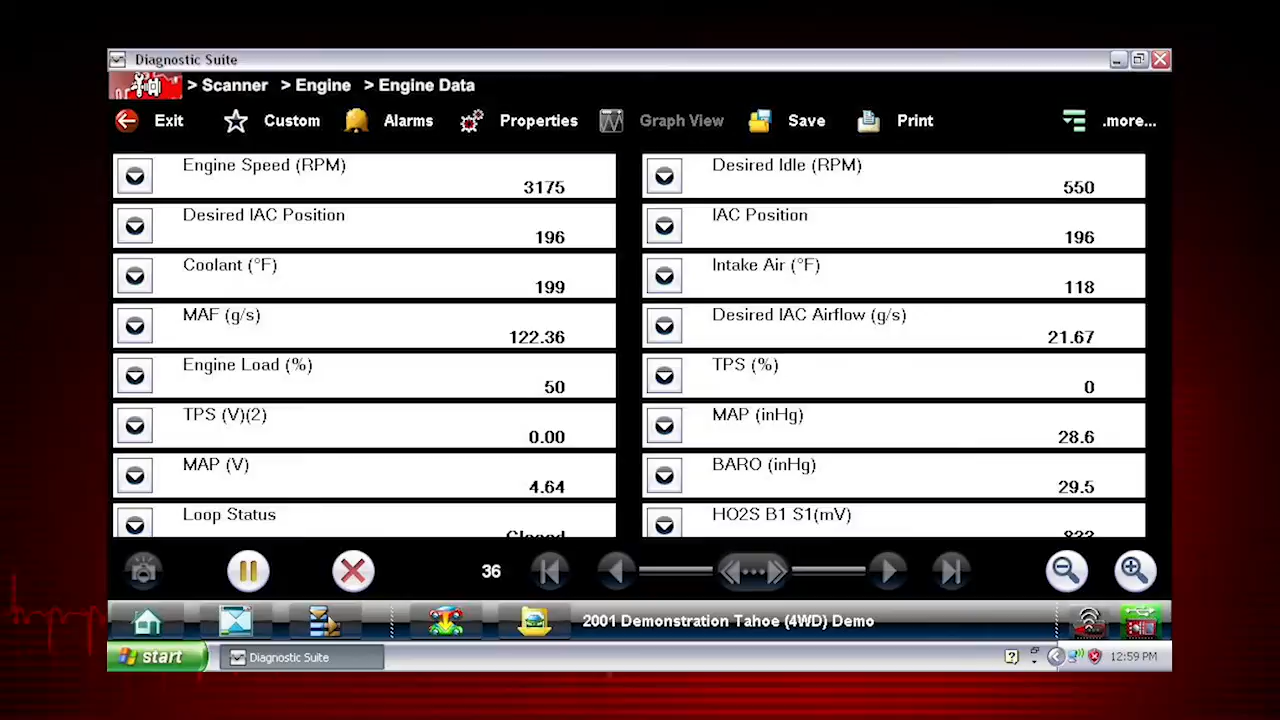 Diagnostic Suite
> Scanner > Engine > Engine Data
Exit Custom Alarms Properties Graph View Save Print .more...
Engine Speed (RPM)
3175
Desired Idle (RPM)
550
Desired IAC Position
196
IAC Position
196
Coolant (°F)
199
Intake Air (°F)
118
MAF (g/s)
122.36
Desired IAC Airflow (g/s)
21.67
Engine Load (%)
50
TPS (%)
0
TPS (V)(2)
0.00
MAP (inHg)
28.6
MAP (V)
4.64
BARO (inHg)
29.5
Loop Status
Closed
HO2S B1 S1(mV)
36
2001 Demonstration Tahoe (4WD) Demo
start Diagnostic Suite 12:59 PM